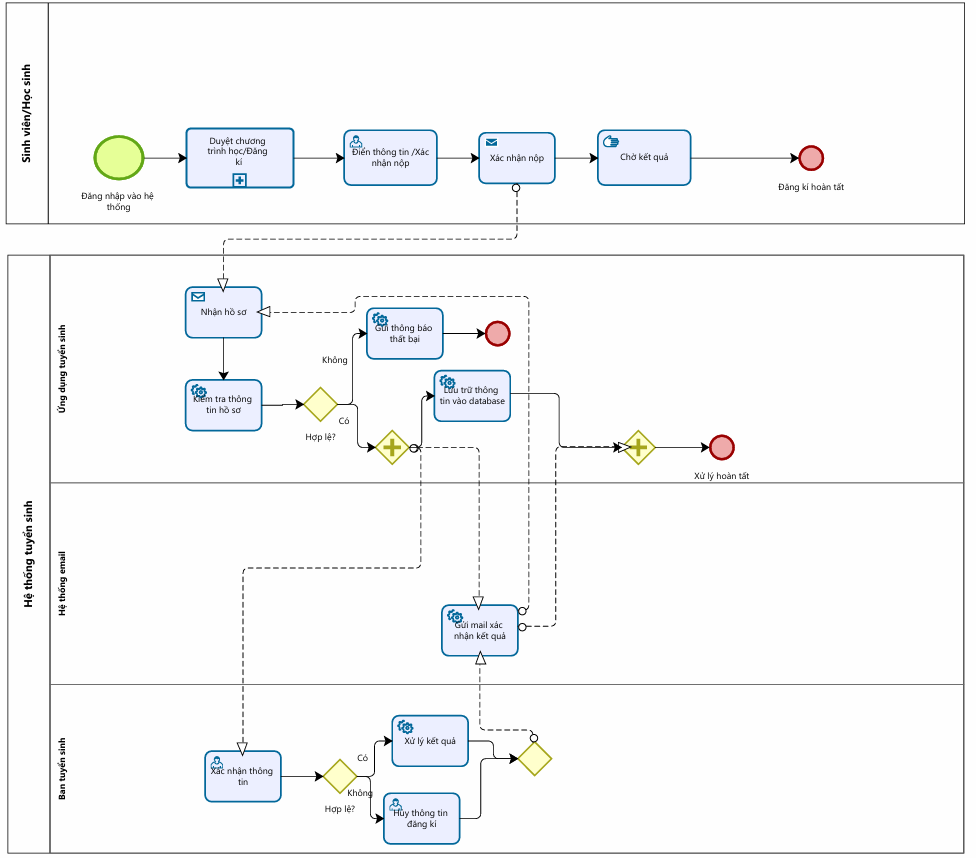 Sinh viên/Học sinh
Đăng nhập vào hệ
thống
Duyệt chương
trình học/Đăng
kí
Điền thông tin /Xác
nhận nộp
Xác nhận nộp
Chờ kết quả
Đăng kí hoàn tất
Hệ thống tuyển sinh
Ứng dụng tuyển sinh
Nhận hồ sơ
Kiểm tra thông
tin hồ sơ
Hợp lệ?
Không
Có
Gửi thông báo
thất bại
Lưu trữ thông
tin vào database
Xử lý hoàn tất
Hệ thống email
Gửi mail xác
nhận kết quả
Ban tuyển sinh
Xác nhận thông
tin
Hợp lệ?
Có
Không
Xử lý kết quả
Hủy thông tin
đăng kí